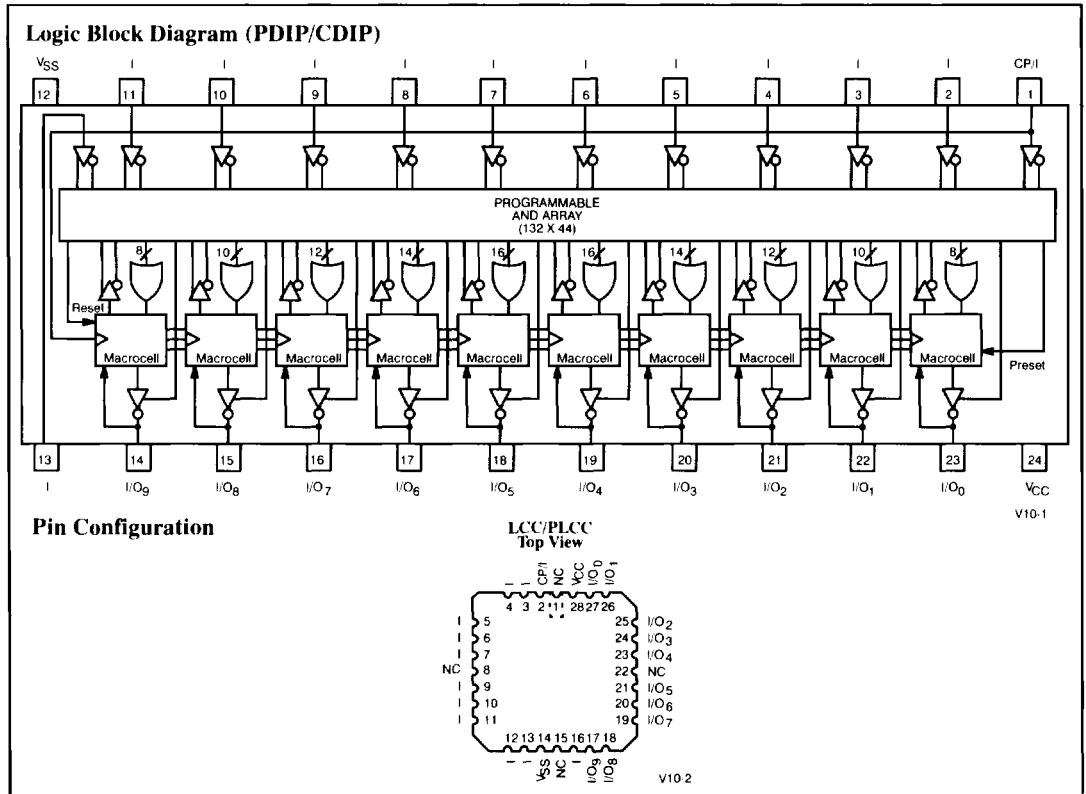 Logic Block Diagram (PDIP/CDIP)
VSS I I I I I I I I I I CP/I
12 11 10 9 8 7 6 5 4 3 2 1
PROGRAMMABLE
AND ARRAY
(132 X 44)
8 10 12 14 16 16 14 12 10 8
Reset
Macrocell Macrocell Macrocell Macrocell Macrocell Macrocell Macrocell Macrocell Macrocell Macrocell
Preset
13 14 15 16 17 18 19 20 21 22 23 24
I I/O9 I/O8 I/O7 I/O6 I/O5 I/O4 I/O3 I/O2 I/O1 I/O0 VCC
V10-1
Pin Configuration
LCC/PLCC
Top View
I I CP/I NC VCC I/O0 I/O1
4 3 2 1 28 27 26
I 5 25 I/O2
I 6 24 I/O3
I 7 23 I/O4
NC 8 22 NC
I 9 21 I/O5
I 10 20 I/O6
I 11 19 I/O7
12 13 14 15 16 17 18
I I VSS NC I I/O9 I/O8
V10-2